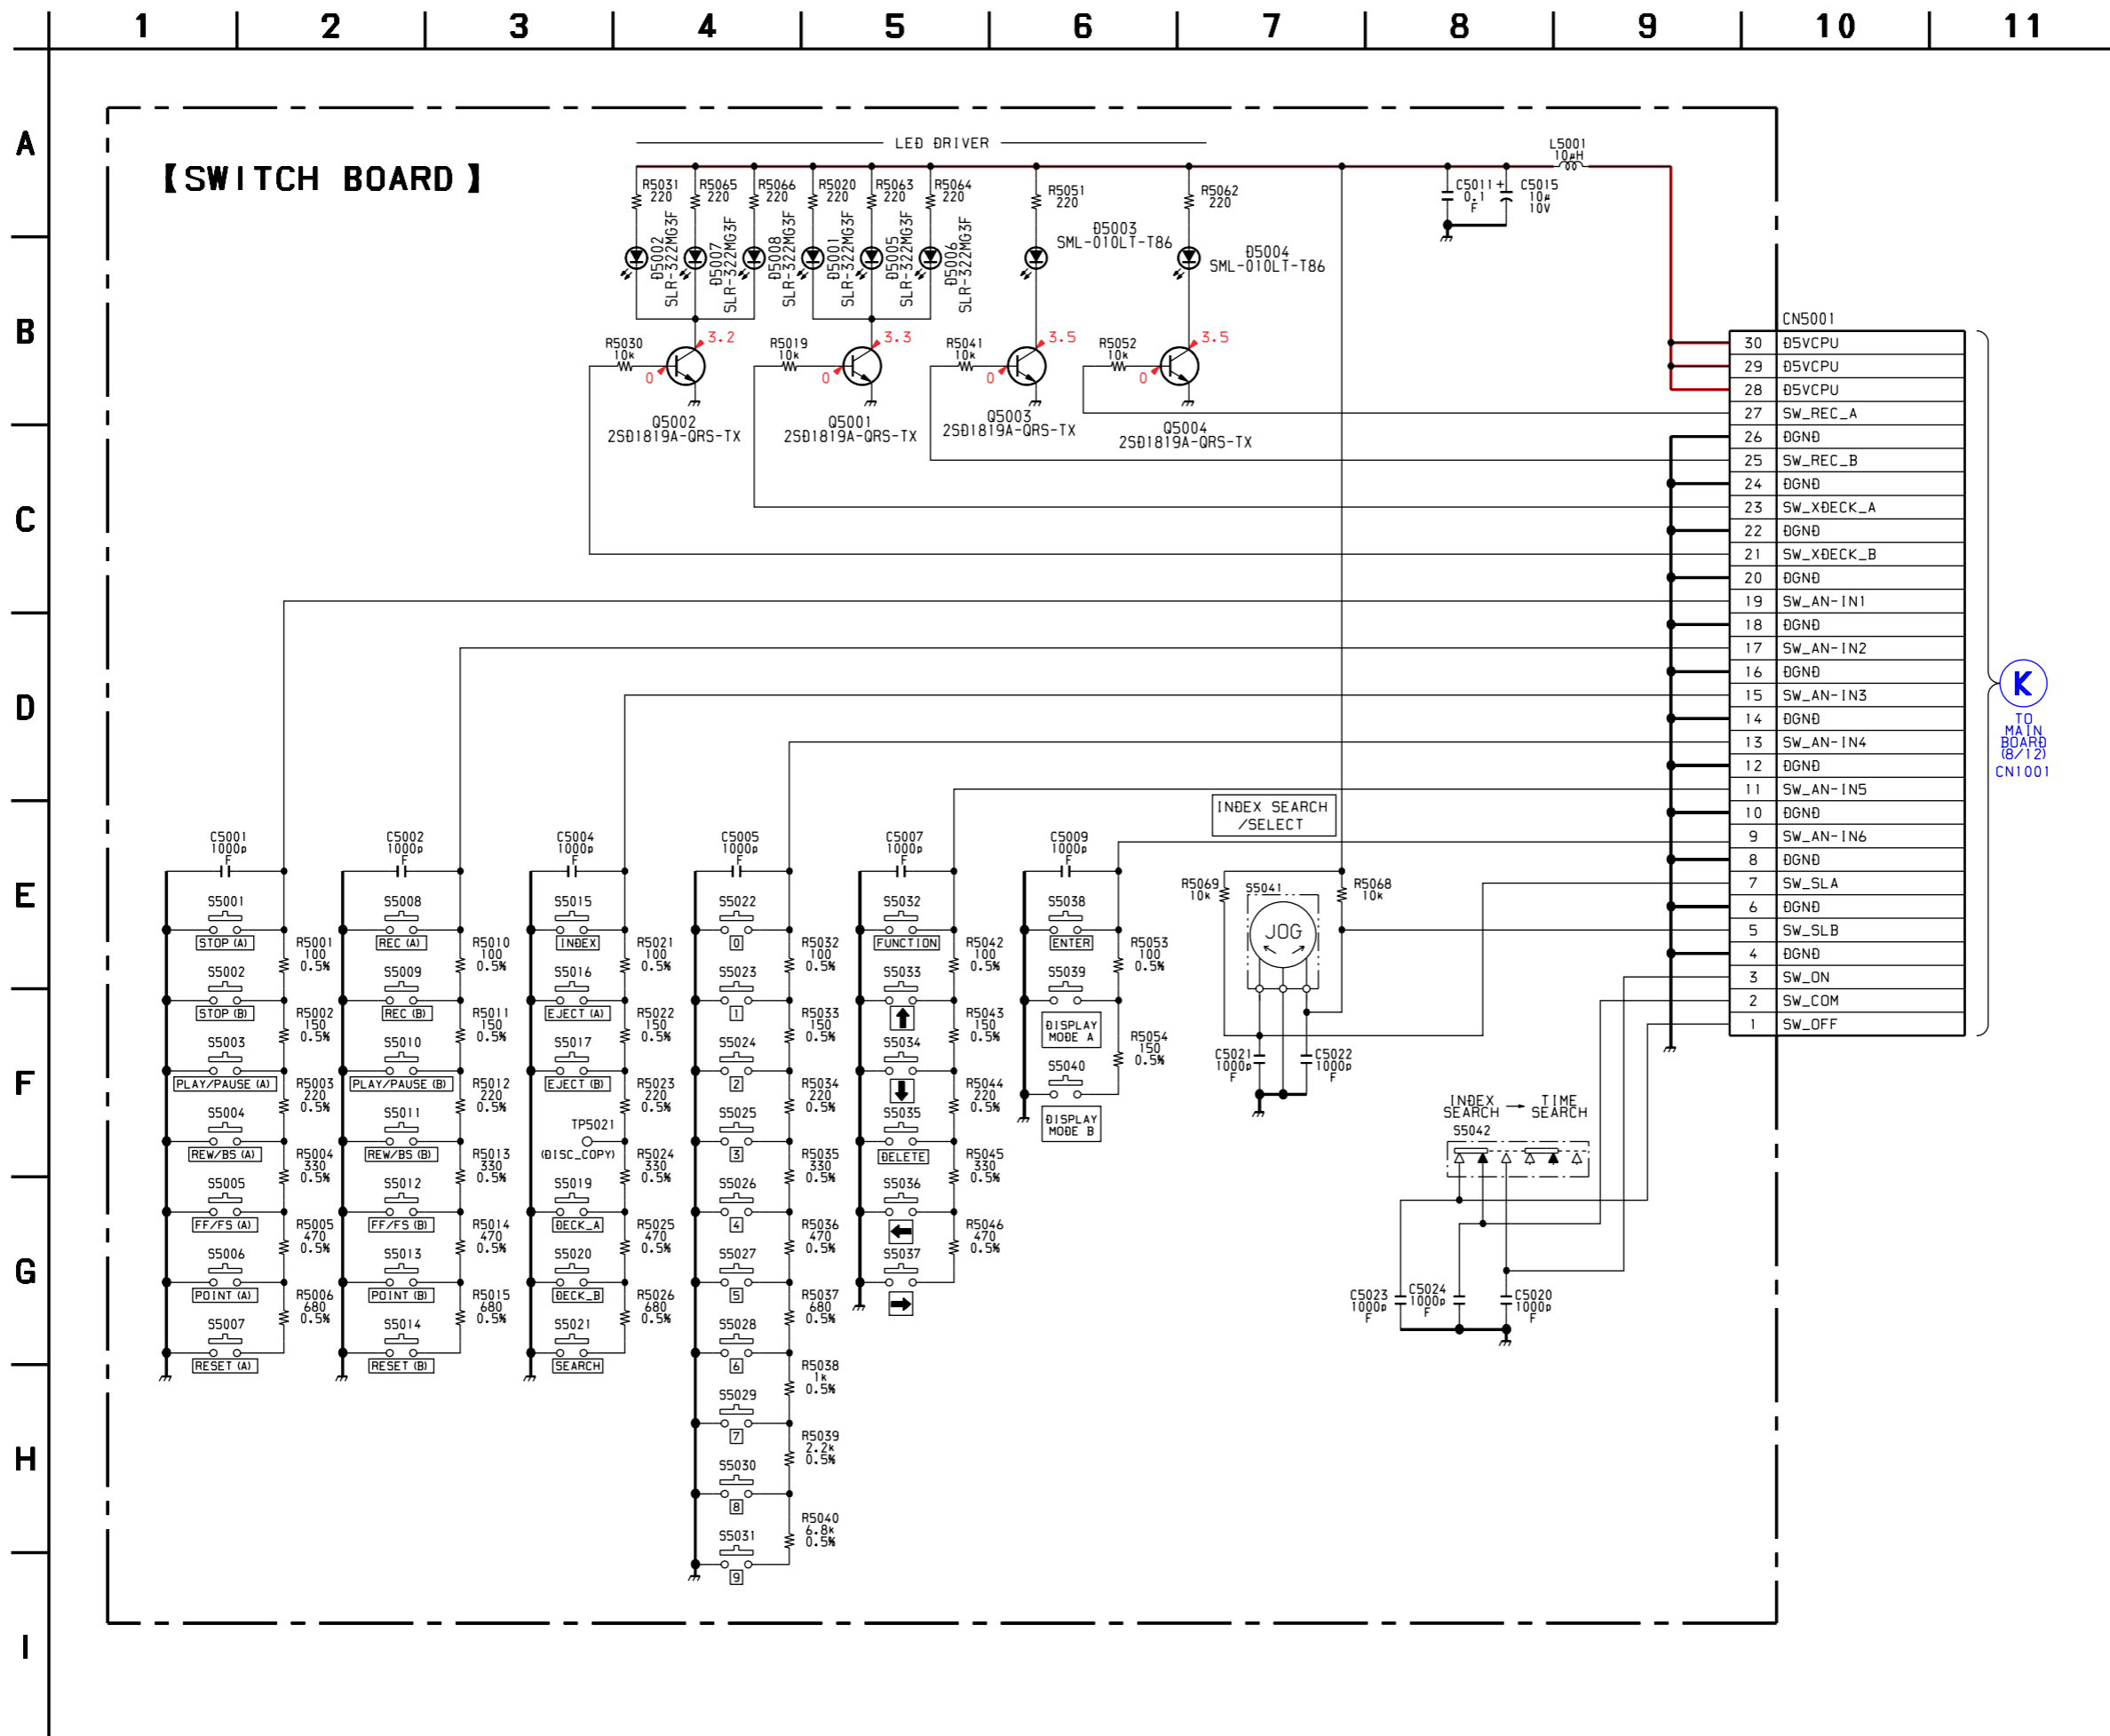 1 2 3 4 5 6 7 8 9 10 11
A
B
C
D
E
F
G
H
I
【SWITCH BOARD】
LED DRIVER
R5031
220
R5065
220
R5066
220
R5020
220
R5063
220
R5064
220
R5051
220
R5062
220
L5001
10μH
C5011
0.1
F
+
C5015
10μ
10V
D5002
SLR-322MG3F
D5007
SLR-322MG3F
D5008
SLR-322MG3F
D5001
SLR-322MG3F
D5005
SLR-322MG3F
D5006
SLR-322MG3F
D5003
SML-010LT-T86
D5004
SML-010LT-T86
R5030
10k
3.2
0
R5019
10k
3.3
0
R5041
10k
3.5
0
R5052
10k
3.5
0
Q5002
2SD1819A-QRS-TX
Q5001
2SD1819A-QRS-TX
Q5003
2SD1819A-QRS-TX
Q5004
2SD1819A-QRS-TX
CN5001
30 D5VCPU
29 D5VCPU
28 D5VCPU
27 SW_REC_A
26 DGND
25 SW_REC_B
24 DGND
23 SW_XDECK_A
22 DGND
21 SW_XDECK_B
20 DGND
19 SW_AN-IN1
18 DGND
17 SW_AN-IN2
16 DGND
15 SW_AN-IN3
14 DGND
13 SW_AN-IN4
12 DGND
11 SW_AN-IN5
10 DGND
9 SW_AN-IN6
8 DGND
7 SW_SLA
6 DGND
5 SW_SLB
4 DGND
3 SW_ON
2 SW_COM
1 SW_OFF
K
TO
MAIN
BOARD
(8/12)
CN1001
C5001
1000p
F
S5001
STOP (A)
R5001
100
0.5%
S5002
STOP (B)
R5002
150
0.5%
S5003
PLAY/PAUSE (A)
R5003
220
0.5%
S5004
REW/BS (A)
R5004
330
0.5%
S5005
FF/FS (A)
R5005
470
0.5%
S5006
POINT (A)
R5006
680
0.5%
S5007
RESET (A)
C5002
1000p
F
S5008
REC (A)
R5010
100
0.5%
S5009
REC (B)
R5011
150
0.5%
S5010
PLAY/PAUSE (B)
R5012
220
0.5%
S5011
REW/BS (B)
R5013
330
0.5%
S5012
FF/FS (B)
R5014
470
0.5%
S5013
POINT (B)
R5015
680
0.5%
S5014
RESET (B)
C5004
1000p
F
S5015
INDEX
R5021
100
0.5%
S5016
EJECT (A)
R5022
150
0.5%
S5017
EJECT (B)
R5023
220
0.5%
TP5021
(DISC_COPY)
R5024
330
0.5%
S5019
DECK_A
R5025
470
0.5%
S5020
DECK_B
R5026
680
0.5%
S5021
SEARCH
C5005
1000p
F
S5022
0
R5032
100
0.5%
S5023
1
R5033
150
0.5%
S5024
2
R5034
220
0.5%
S5025
3
R5035
330
0.5%
S5026
4
R5036
470
0.5%
S5027
5
R5037
680
0.5%
S5028
6
R5038
1k
0.5%
S5029
7
R5039
2.2k
0.5%
S5030
8
R5040
6.8k
0.5%
S5031
9
C5007
1000p
F
S5032
FUNCTION
R5042
100
0.5%
S5033
R5043
150
0.5%
S5034
R5044
220
0.5%
S5035
DELETE
R5045
330
0.5%
S5036
R5046
470
0.5%
S5037
C5009
1000p
F
S5038
ENTER
R5053
100
0.5%
S5039
DISPLAY
MODE A
R5054
150
0.5%
S5040
DISPLAY
MODE B
INDEX SEARCH
/SELECT
R5069
10k
S5041
JOG
R5068
10k
C5021
1000p
F
C5022
1000p
F
INDEX
SEARCH
→
TIME
SEARCH
S5042
C5023
1000p
F
C5024
1000p
F
C5020
1000p
F